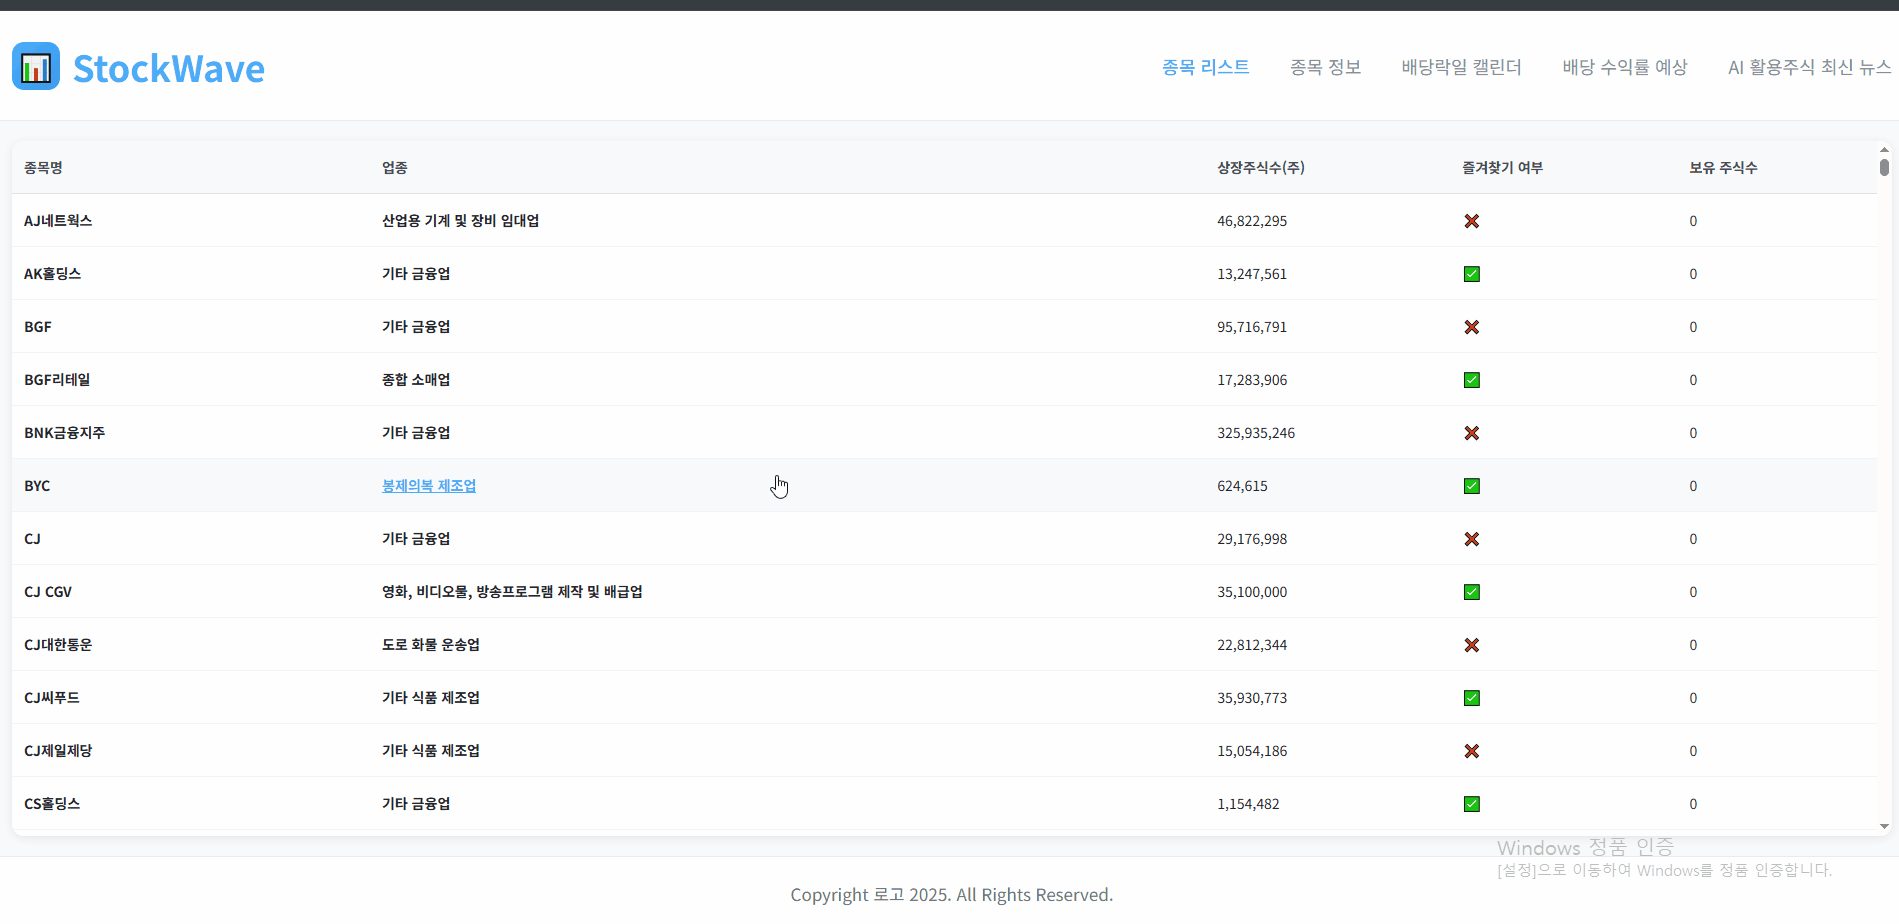 StockWave
종목 리스트 종목 정보 배당락일 캘린더 배당 수익률 예상 AI 활용주식 최신 뉴스
종목명 업종 상장주식수(주) 즐겨찾기 여부 보유 주식수
AJ네트웍스 산업용 기계 및 장비 임대업 46,822,295 0
AK홀딩스 기타 금융업 13,247,561 0
BGF 기타 금융업 95,716,791 0
BGF리테일 종합 소매업 17,283,906 0
BNK금융지주 기타 금융업 325,935,246 0
BYC 봉제의복 제조업 624,615 0
CJ 기타 금융업 29,176,998 0
CJ CGV 영화, 비디오물, 방송프로그램 제작 및 배급업 35,100,000 0
CJ대한통운 도로 화물 운송업 22,812,344 0
CJ씨푸드 기타 식품 제조업 35,930,773 0
CJ제일제당 기타 식품 제조업 15,054,186 0
CS홀딩스 기타 금융업 1,154,482 0
Windows 정품 인증
[설정]으로 이동하여 Windows를 정품 인증합니다.
Copyright 로고 2025. All Rights Reserved.